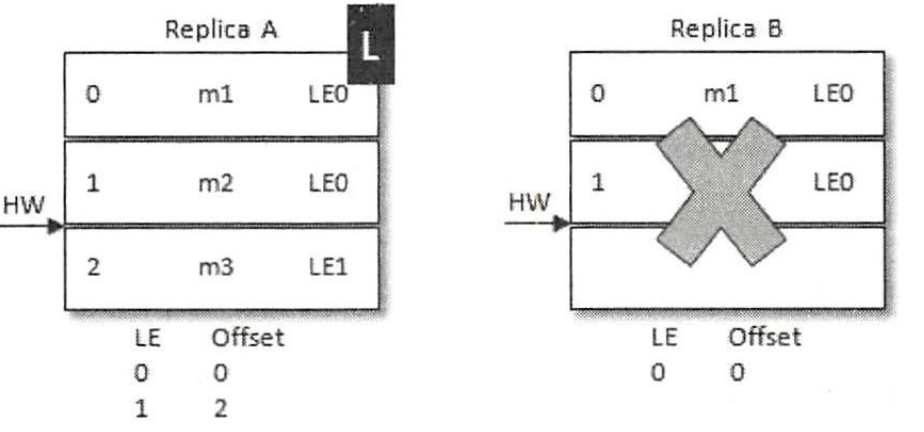 Replica A
L
0 m1 LE0
1 m2 LE0
HW
2 m3 LE1
LE Offset
0 0
1 2
Replica B
0 m1 LE0
1 LE0
HW
LE Offset
0 0